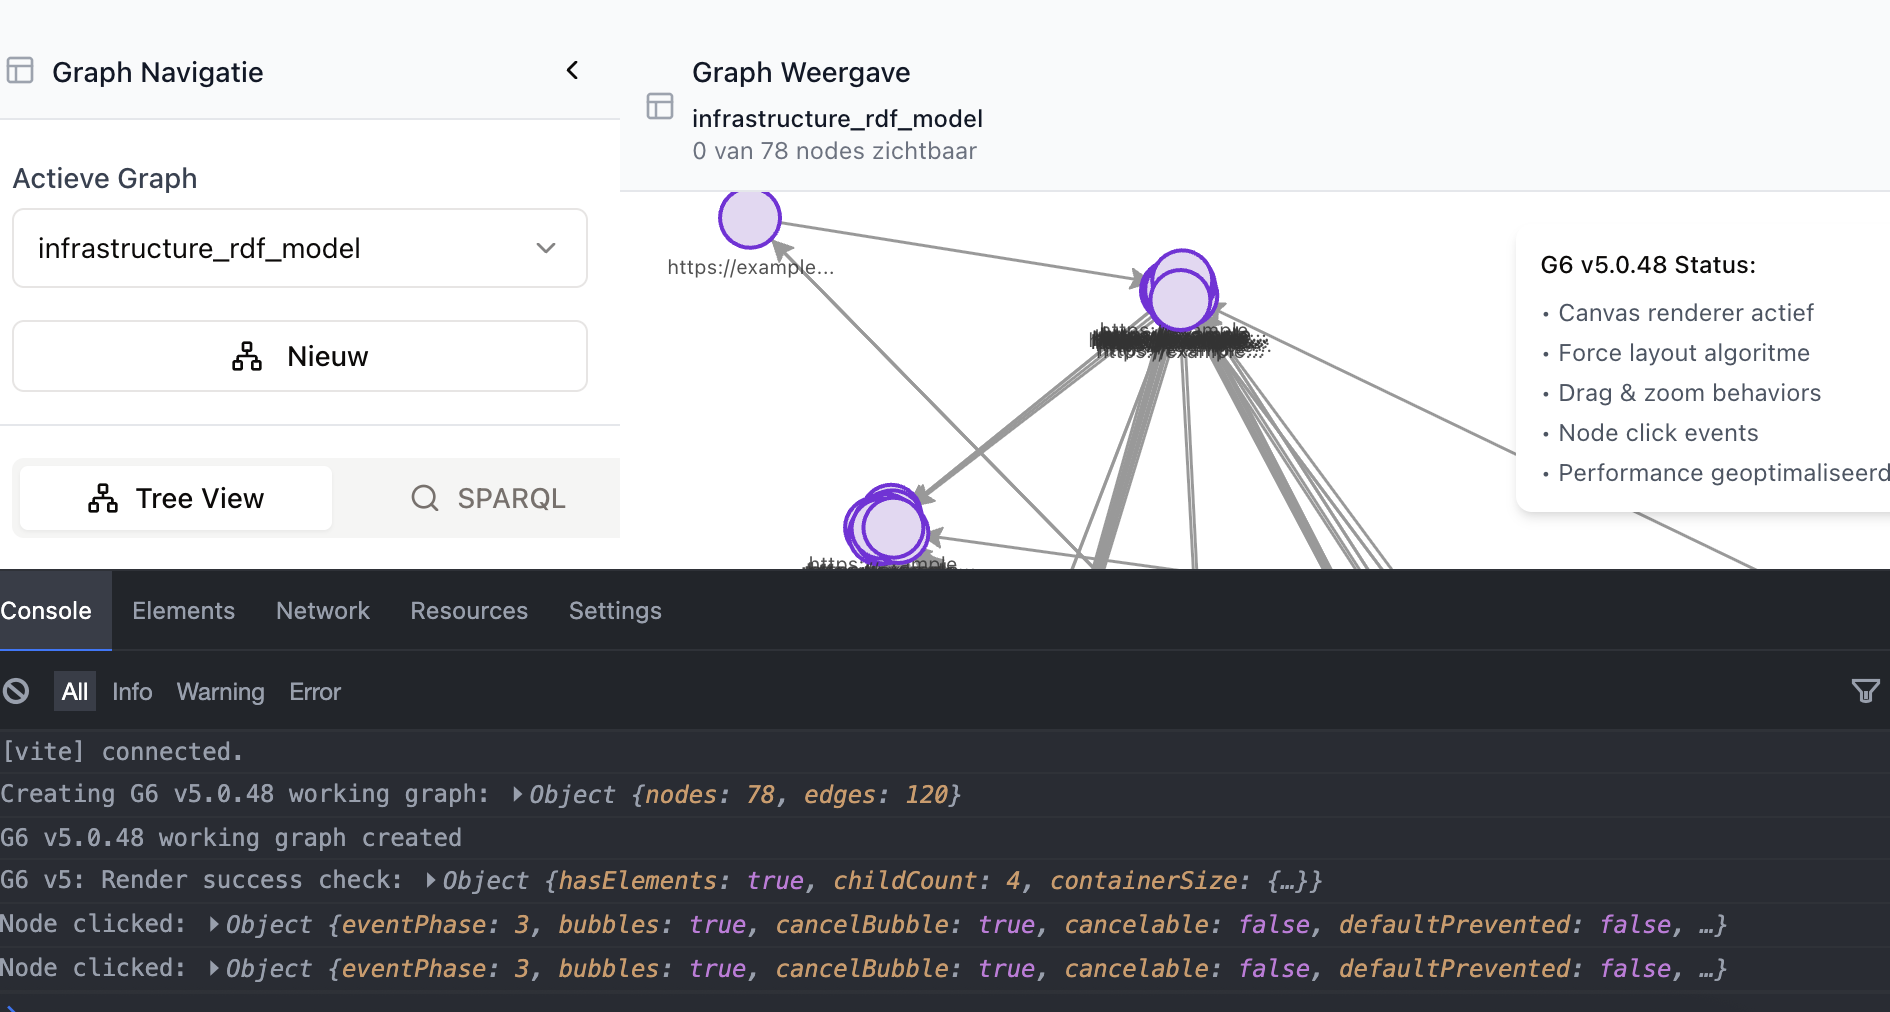 Graph Navigatie
Actieve Graph
infrastructure_rdf_model
Nieuw
Tree View
SPARQL
Graph Weergave
infrastructure_rdf_model
0 van 78 nodes zichtbaar
https://example...
https://example...
https://example
G6 v5.0.48 Status:
• Canvas renderer actief
• Force layout algoritme
• Drag & zoom behaviors
• Node click events
• Performance geoptimaliseerd
Console Elements Network Resources Settings
All Info Warning Error
[vite] connected.
Creating G6 v5.0.48 working graph: Object {nodes: 78, edges: 120}
G6 v5.0.48 working graph created
G6 v5: Render success check: Object {hasElements: true, childCount: 4, containerSize: {…}}
Node clicked: Object {eventPhase: 3, bubbles: true, cancelBubble: true, cancelable: false, defaultPrevented: false, …}
Node clicked: Object {eventPhase: 3, bubbles: true, cancelBubble: true, cancelable: false, defaultPrevented: false, …}